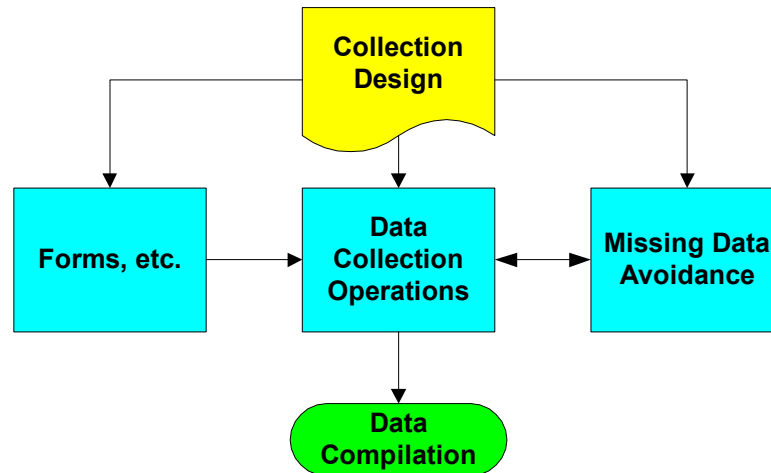 Collection
Design
Forms, etc.
Data
Collection
Operations
Missing Data
Avoidance
Data
Compilation